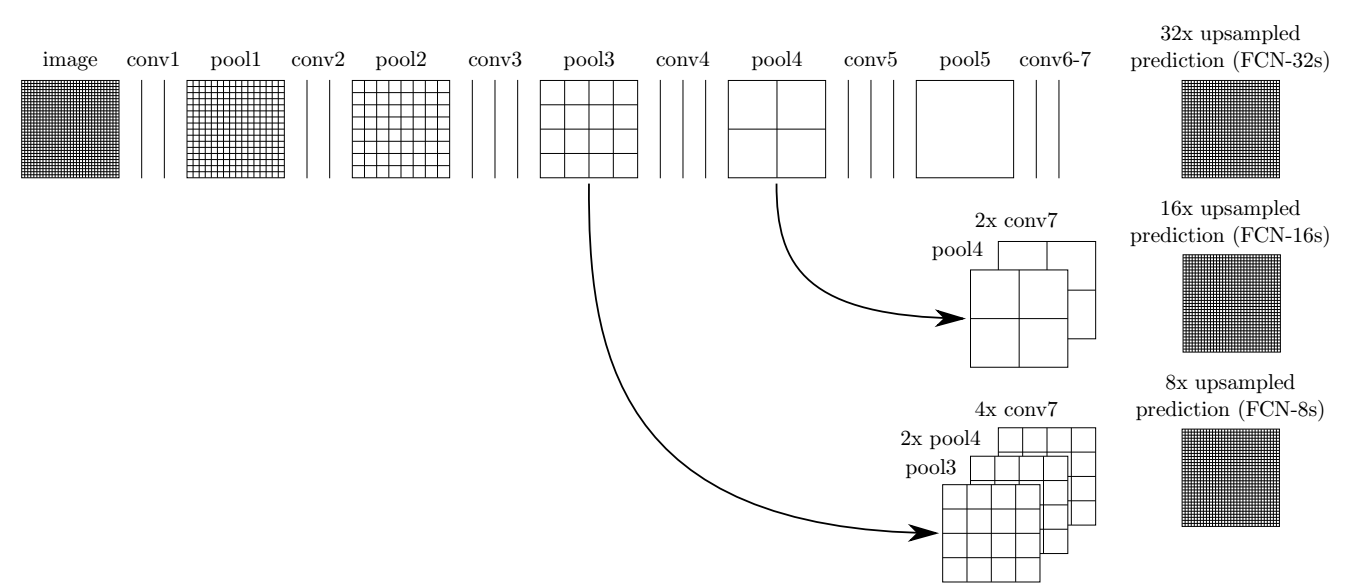 32x upsampled
image conv1 pool1 conv2 pool2 conv3 pool3 conv4 pool4 conv5 pool5 conv6-7 prediction (FCN-32s)
16x upsampled
2x conv7 prediction (FCN-16s)
pool4
8x upsampled
4x conv7 prediction (FCN-8s)
2x pool4
pool3